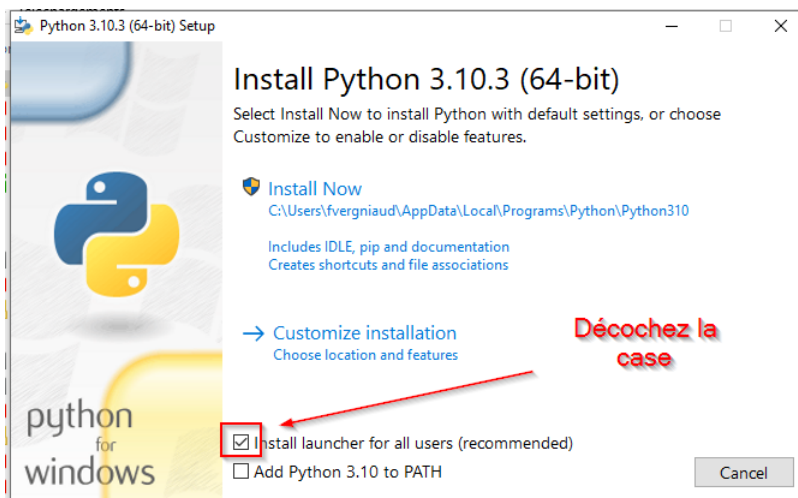 Python 3.10.3 (64-bit) Setup
Install Python 3.10.3 (64-bit)
Select Install Now to install Python with default settings, or choose
Customize to enable or disable features.
Install Now
C:\Users\fvergniaud\AppData\Local\Programs\Python\Python310
Includes IDLE, pip and documentation
Creates shortcuts and file associations
Customize installation
Choose location and features
Décochez la
case
Install launcher for all users (recommended)
Add Python 3.10 to PATH
python
for
windows
Cancel